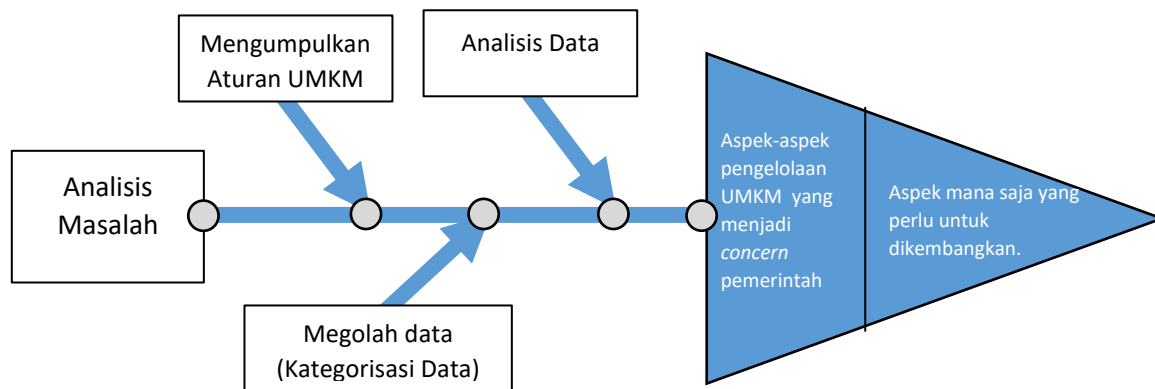 Mengumpulkan
Aturan UMKM
Analisis Data
Analisis
Masalah
Megolah data
(Kategorisasi Data)
Aspek-aspek
pengelolaan
UMKM yang
menjadi
concern
pemerintah
Aspek mana saja yang
perlu untuk
dikembangkan.